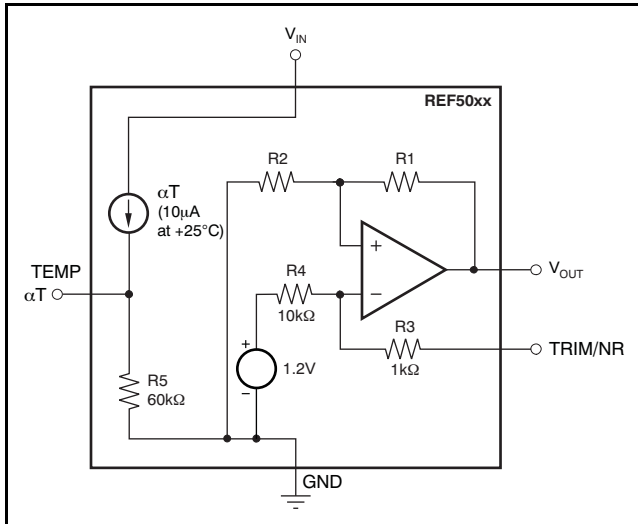 V_IN
REF50xx
R2
R1
αT
(10μA
at +25°C)
+
TEMP
αT
R4
−
V_OUT
10kΩ
R3
TRIM/NR
+
1.2V
1kΩ
R5
60kΩ
−
GND